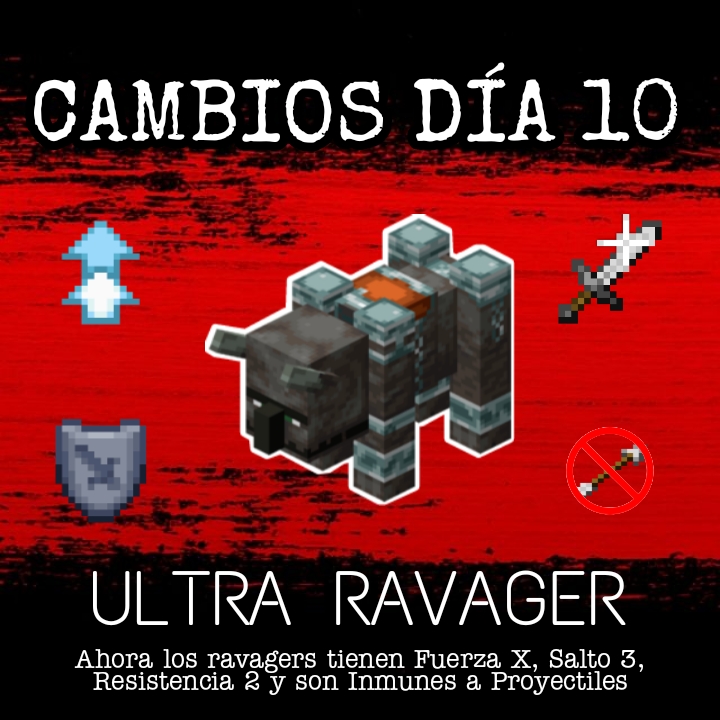 CAMBIOS DÍA 10
ULTRA RAVAGER
Ahora los ravagers tienen Fuerza X, Salto 3,
Resistencia 2 y son Inmunes a Proyectiles